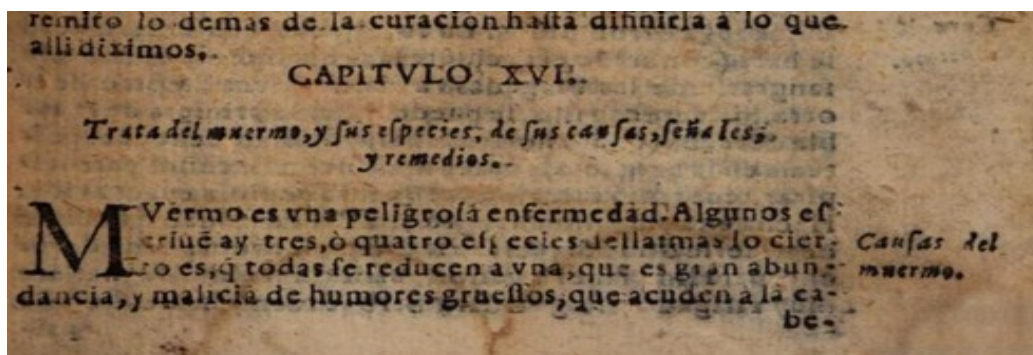 remito lo demas de la curacion hasta difinirla à lo que
alli diximos.
CAPITVLO XVI.
Trata del muermo, y ſus eſpecies, de ſus cauſas, ſeñales,
y remedios.
MVermo es vna peligroſa enfermedad. Algunos eſ-
criuẽ ay tres, ò quatro eſpecies dellas mas lo cier-
to es, q̃ todas ſe reducen a vna, que es gran abun-
dancia, y malicia de humores grueſſos, que acuden a la ca-
be-
Cauſas del
muermo.